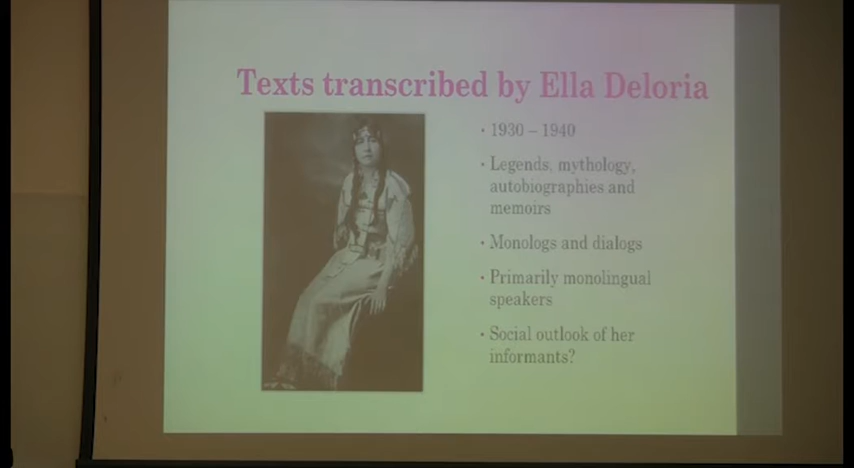 Texts transcribed by Ella Deloria
• 1930 – 1940
• Legends, mythology,
autobiographies and
memoirs
• Monologs and dialogs
• Primarily monolingual
speakers
• Social outlook of her
informants?